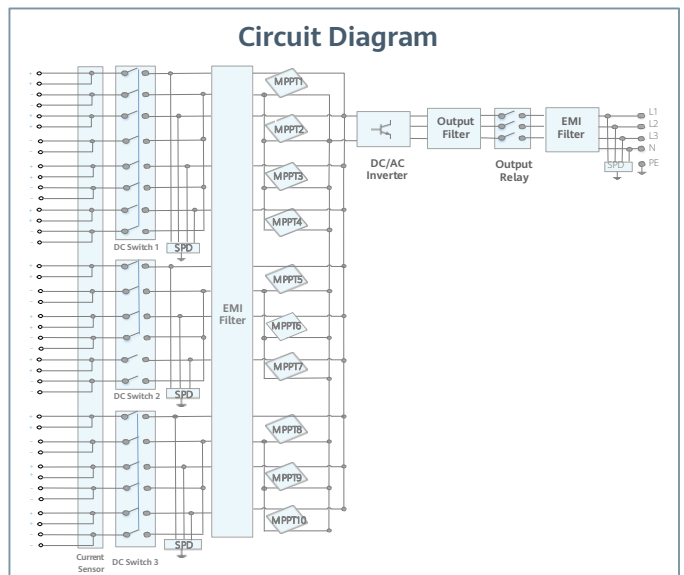 Circuit Diagram
MPPT1
MPPT2
MPPT3
MPPT4
MPPT5
MPPT6
MPPT7
MPPT8
MPPT9
MPPT10
DC Switch 1
SPD
DC Switch 2
SPD
DC Switch 3
SPD
Current
Sensor
EMI
Filter
DC/AC
Inverter
Output
Filter
Output
Relay
EMI
Filter
SPD
L1
L2
L3
N
PE